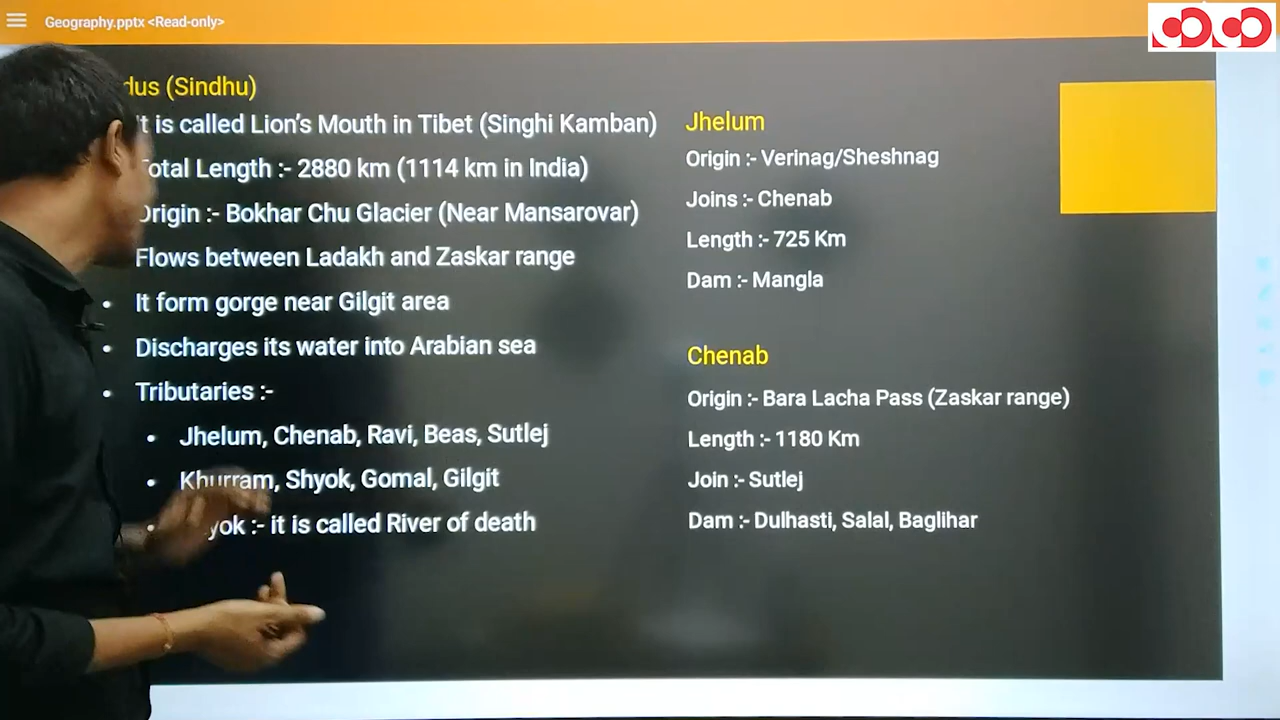 Geography.pptx <Read-only>
dus (Sindhu)
It is called Lion's Mouth in Tibet (Singhi Kamban)
Total Length :- 2880 km (1114 km in India)
Origin :- Bokhar Chu Glacier (Near Mansarovar)
Flows between Ladakh and Zaskar range
• It form gorge near Gilgit area
• Discharges its water into Arabian sea
• Tributaries :-
• Jhelum, Chenab, Ravi, Beas, Sutlej
• Khurram, Shyok, Gomal, Gilgit
yok :- it is called River of death
Jhelum
Origin :- Verinag/Sheshnag
Joins :- Chenab
Length :- 725 Km
Dam :- Mangla
Chenab
Origin :- Bara Lacha Pass (Zaskar range)
Length :- 1180 Km
Join :- Sutlej
Dam :- Dulhasti, Salal, Baglihar